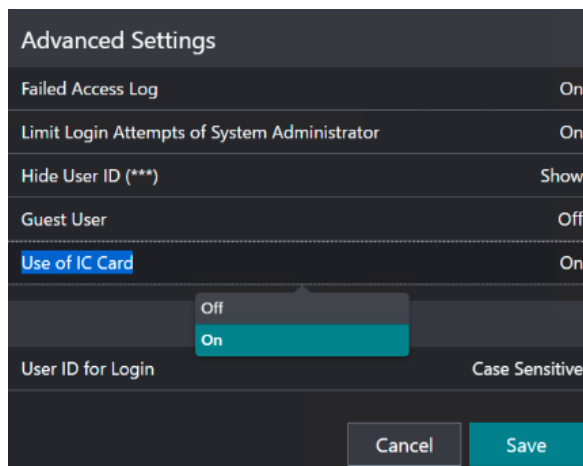 Advanced Settings
Failed Access Log On
Limit Login Attempts of System Administrator On
Hide User ID (***) Show
Guest User Off
Use of IC Card On
Off
On
User ID for Login Case Sensitive
Cancel Save